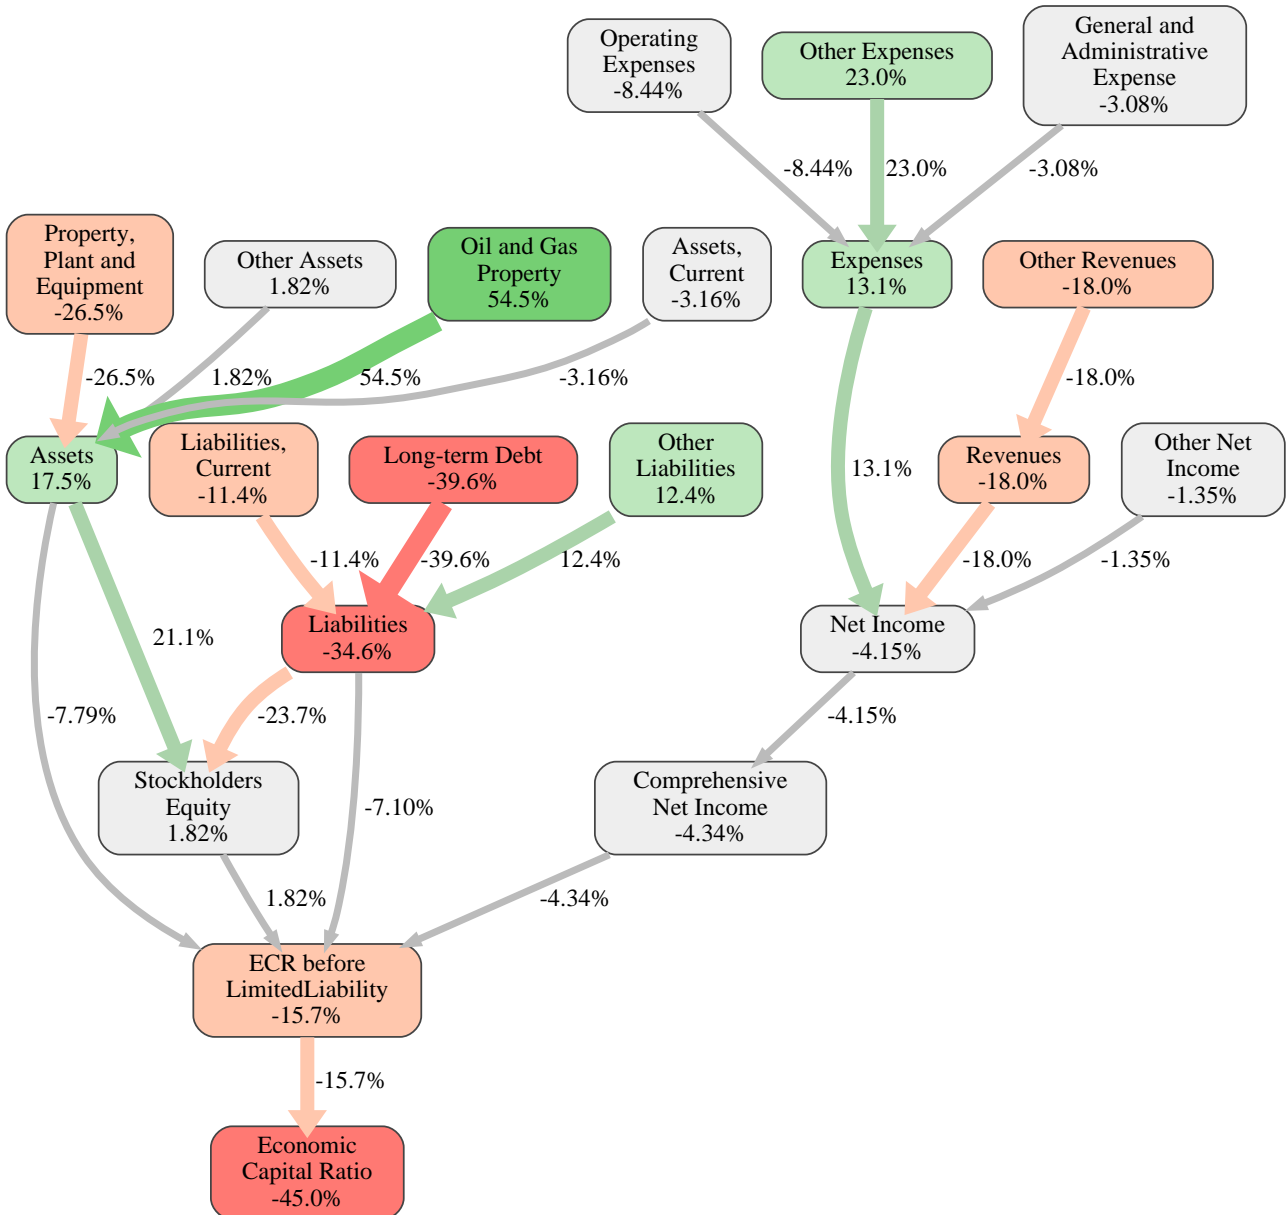 Operating
Expenses
-8.44%
Other Expenses
23.0%
General and
Administrative
Expense
-3.08%
-8.44%
23.0%
-3.08%
Property,
Plant and
Equipment
-26.5%
Other Assets
1.82%
Oil and Gas
Property
54.5%
Assets,
Current
-3.16%
Expenses
13.1%
Other Revenues
-18.0%
-26.5%
1.82%
54.5%
-3.16%
-18.0%
Assets
17.5%
Liabilities,
Current
-11.4%
Long-term Debt
-39.6%
Other
Liabilities
12.4%
13.1%
Revenues
-18.0%
Other Net
Income
-1.35%
-11.4%
-39.6%
12.4%
-18.0%
-1.35%
21.1%
Liabilities
-34.6%
Net Income
-4.15%
-7.79%
-23.7%
-4.15%
Stockholders
Equity
1.82%
-7.10%
Comprehensive
Net Income
-4.34%
1.82%
-4.34%
ECR before
LimitedLiability
-15.7%
-15.7%
Economic
Capital Ratio
-45.0%